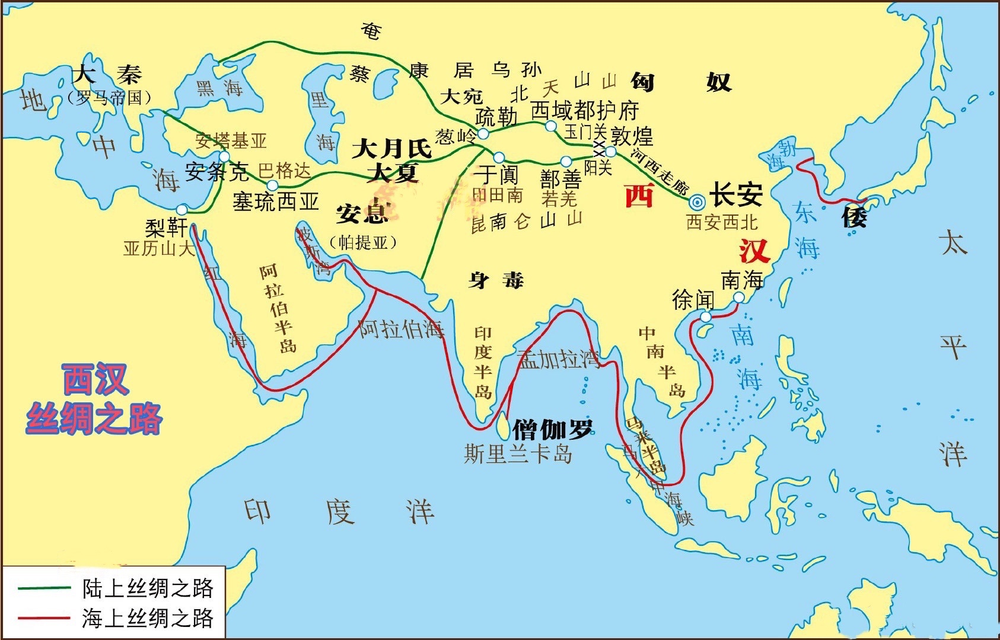 奄
蔡
康 居 乌 孙
匈 奴
大 秦
（罗马帝国）
黑 海
地
中
海
里
海
大宛
北 天 山 山
疏勒
西域都护府
葱岭
玉门关
敦煌
阳关
河西走廊
安塔基亚
安条克
巴格达
塞琉西亚
大月氏
大夏
于阗
田田南
鄯善
若羌
昆南仑山山
西
汉
长安
西安西北
勃
海
东
海
倭
太
平
洋
安息
（帕提亚）
梨靬
亚历山大
波
斯
湾
红
海
阿
拉
伯
半
岛
身 毒
阿拉伯海
印
度
半
岛
孟加拉湾
中
南
半
岛
徐闻
南海
南
海
僧伽罗
斯里兰卡岛
马
来
半
岛
马
六
甲
海
峡
印 度 洋
西汉
丝绸之路
陆上丝绸之路
海上丝绸之路